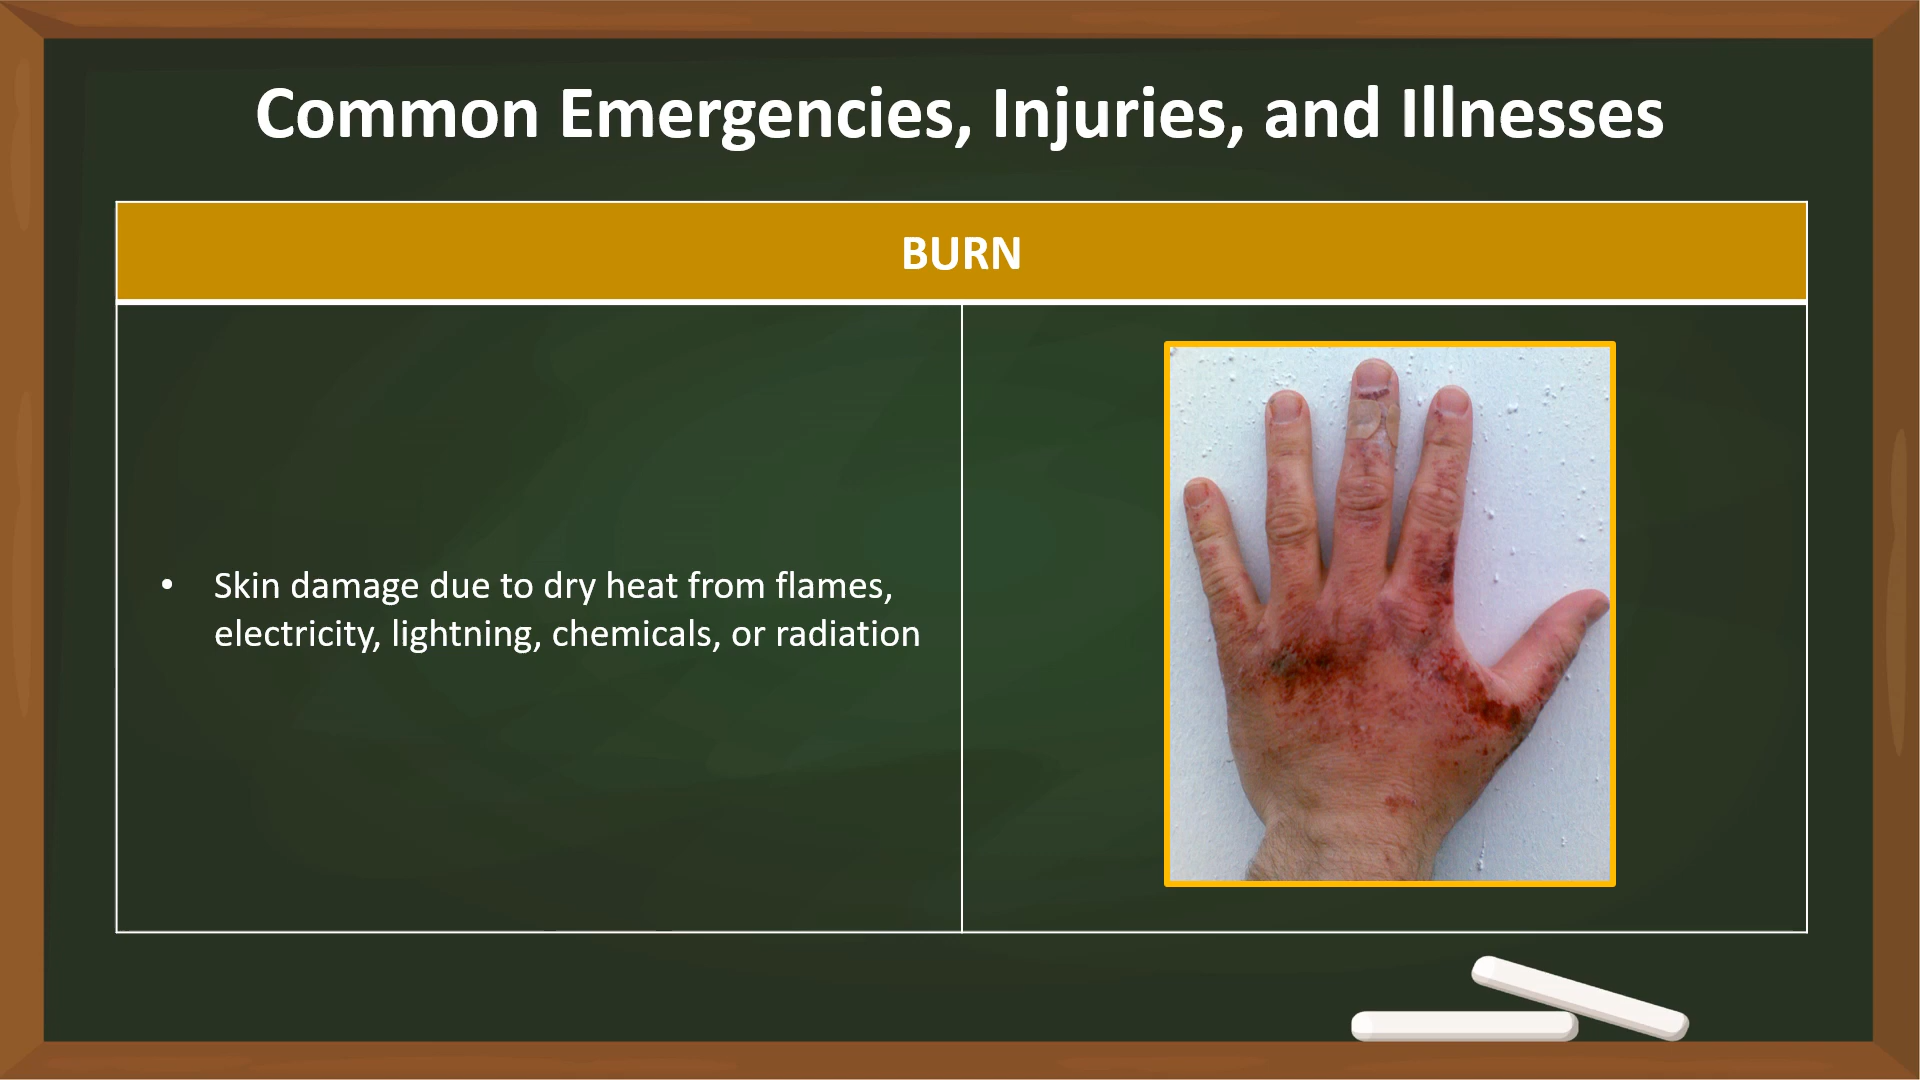 Common Emergencies, Injuries, and Illnesses
BURN
• Skin damage due to dry heat from flames,
electricity, lightning, chemicals, or radiation